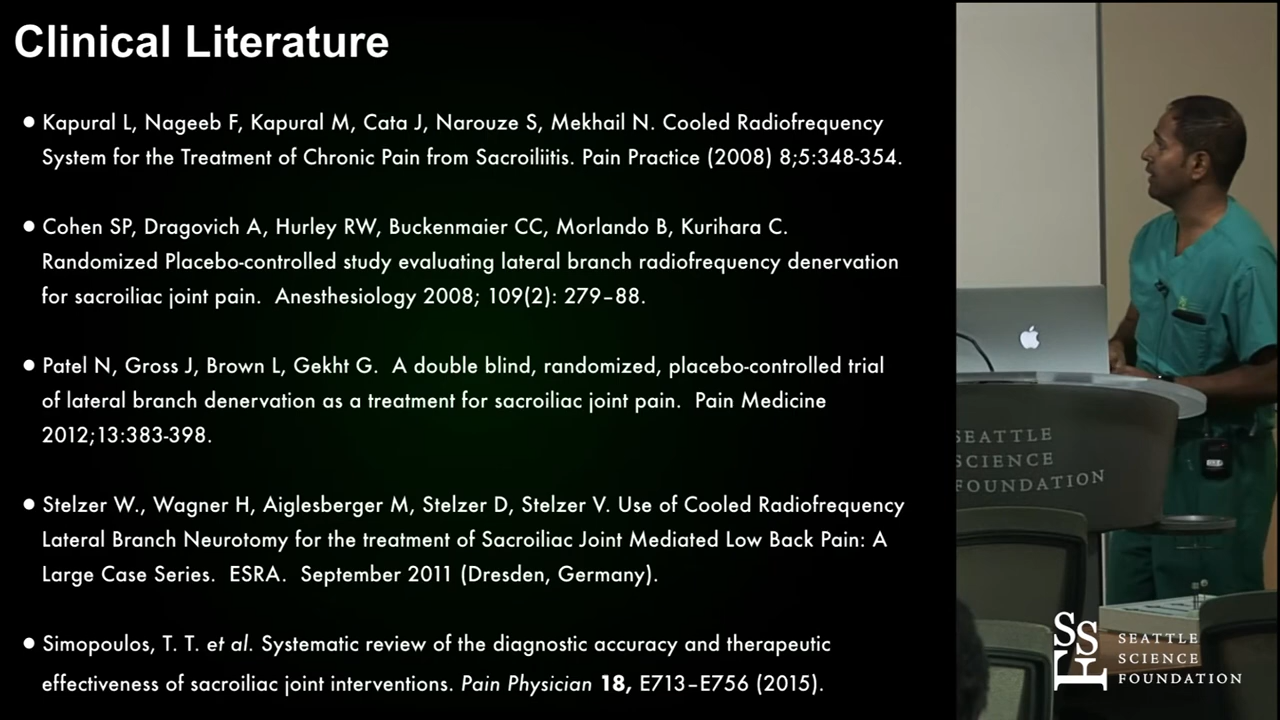 Clinical Literature
• Kapural L, Nageeb F, Kapural M, Cata J, Narouze S, Mekhail N. Cooled Radiofrequency
System for the Treatment of Chronic Pain from Sacroiliitis. Pain Practice (2008) 8;5:348-354.
• Cohen SP, Dragovich A, Hurley RW, Buckenmaier CC, Morlando B, Kurihara C.
Randomized Placebo-controlled study evaluating lateral branch radiofrequency denervation
for sacroiliac joint pain. Anesthesiology 2008; 109(2): 279–88.
• Patel N, Gross J, Brown L, Gekht G. A double blind, randomized, placebo-controlled trial
of lateral branch denervation as a treatment for sacroiliac joint pain. Pain Medicine
2012;13:383-398.
• Stelzer W., Wagner H, Aiglesberger M, Stelzer D, Stelzer V. Use of Cooled Radiofrequency
Lateral Branch Neurotomy for the treatment of Sacroiliac Joint Mediated Low Back Pain: A
Large Case Series. ESRA. September 2011 (Dresden, Germany).
• Simopoulos, T. T. et al. Systematic review of the diagnostic accuracy and therapeutic
effectiveness of sacroiliac joint interventions. Pain Physician 18, E713–E756 (2015).
SEATTLE
SCIENCE
FOUNDATION
SSF
SEATTLE
SCIENCE
FOUNDATION